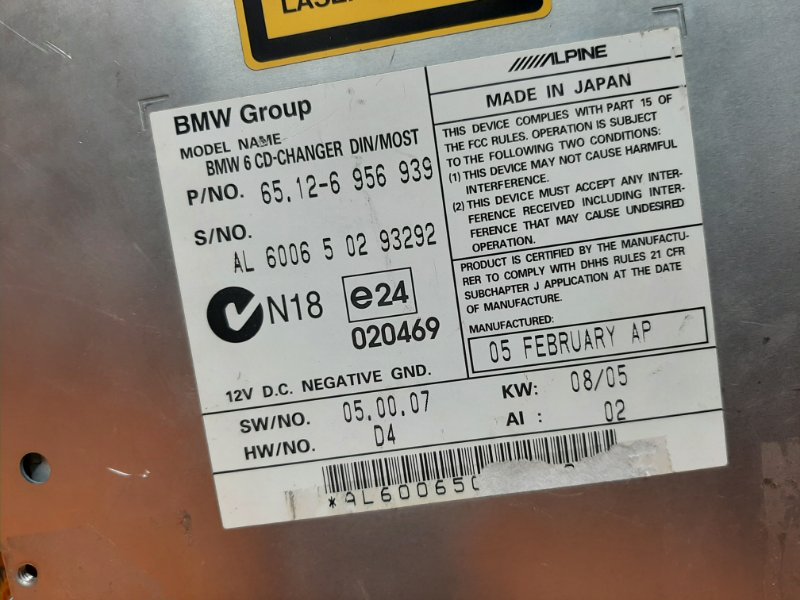 LASER
BMW Group
MODEL NAME
BMW 6 CD-CHANGER DIN/MOST
P/NO. 65.12-6 956 939
S/NO.
AL 6006 5 02 93292
N18 e24
020469
12V D.C. NEGATIVE GND.
ALPINE
MADE IN JAPAN
THIS DEVICE COMPLIES WITH PART 15 OF
THE FCC RULES. OPERATION IS SUBJECT
TO THE FOLLOWING TWO CONDITIONS:
(1) THIS DEVICE MAY NOT CAUSE HARMFUL
INTERFERENCE.
(2) THIS DEVICE MUST ACCEPT ANY INTER-
FERENCE RECEIVED INCLUDING INTER-
FERENCE THAT MAY CAUSE UNDESIRED
OPERATION.
PRODUCT IS CERTIFIED BY THE MANUFACTU-
RER TO COMPLY WITH DHHS RULES 21 CFR
SUBCHAPTER J APPLICATION AT THE DATE
OF MANUFACTURE.
MANUFACTURED:
05 FEBRUARY AP
SW/NO. 05.00.07 KW: 08/05
HW/NO. D4 AI : 02
*AL60065